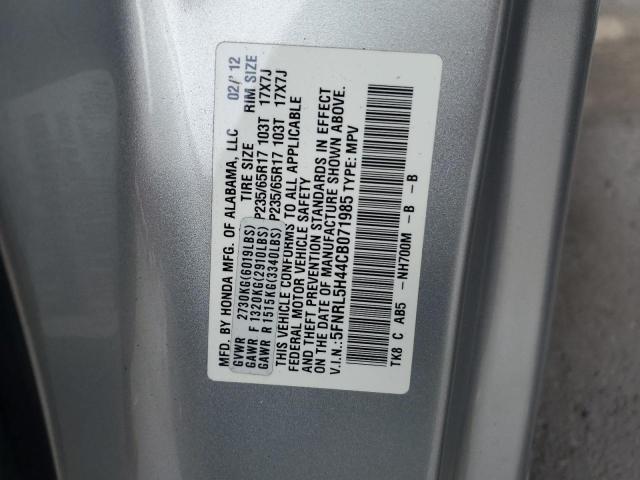 MFD. BY HONDA MFG. OF ALABAMA, LLC 02/ 12
TIRE SIZE RIM SIZE
GVWR 2730KG(6019LBS)
GAWR F 1320KG(2910LBS) P235/65R17 103T 17X7J
GAWR R 1515KG(3340LBS) P235/65R17 103T 17X7J
THIS VEHICLE CONFORMS TO ALL APPLICABLE
FEDERAL MOTOR VEHICLE SAFETY
AND THEFT PREVENTION STANDARDS IN EFFECT
ON THE DATE OF MANUFACTURE SHOWN ABOVE.
V.I.N.:5FNRL5H44CB071985 TYPE: MPV
TK8 C AB5 -NH700M -B -B